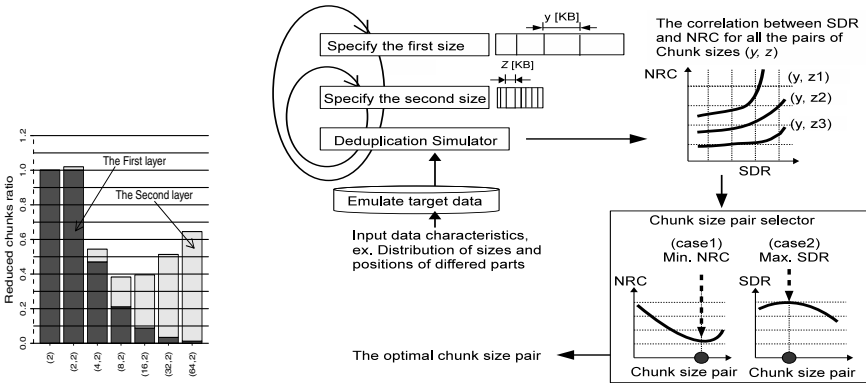 Reduced chunks ratio
1.2
1.0
0.8
0.6
0.4
0.2
0.0
The First layer
The Second layer
(2)
(2,2)
(4,2)
(8,2)
(16,2)
(32,2)
(64,2)
y [KB]
Specify the first size
Z [KB]
Specify the second size
Deduplication Simulator
Emulate target data
Input data characteristics,
ex. Distribution of sizes and
positions of differed parts
The correlation between SDR
and NRC for all the pairs of
Chunk sizes (y, z)
NRC
(y, z1)
(y, z2)
(y, z3)
SDR
Chunk size pair selector
(case1)
Min. NRC
(case2)
Max. SDR
NRC
SDR
Chunk size pair
Chunk size pair
The optimal chunk size pair